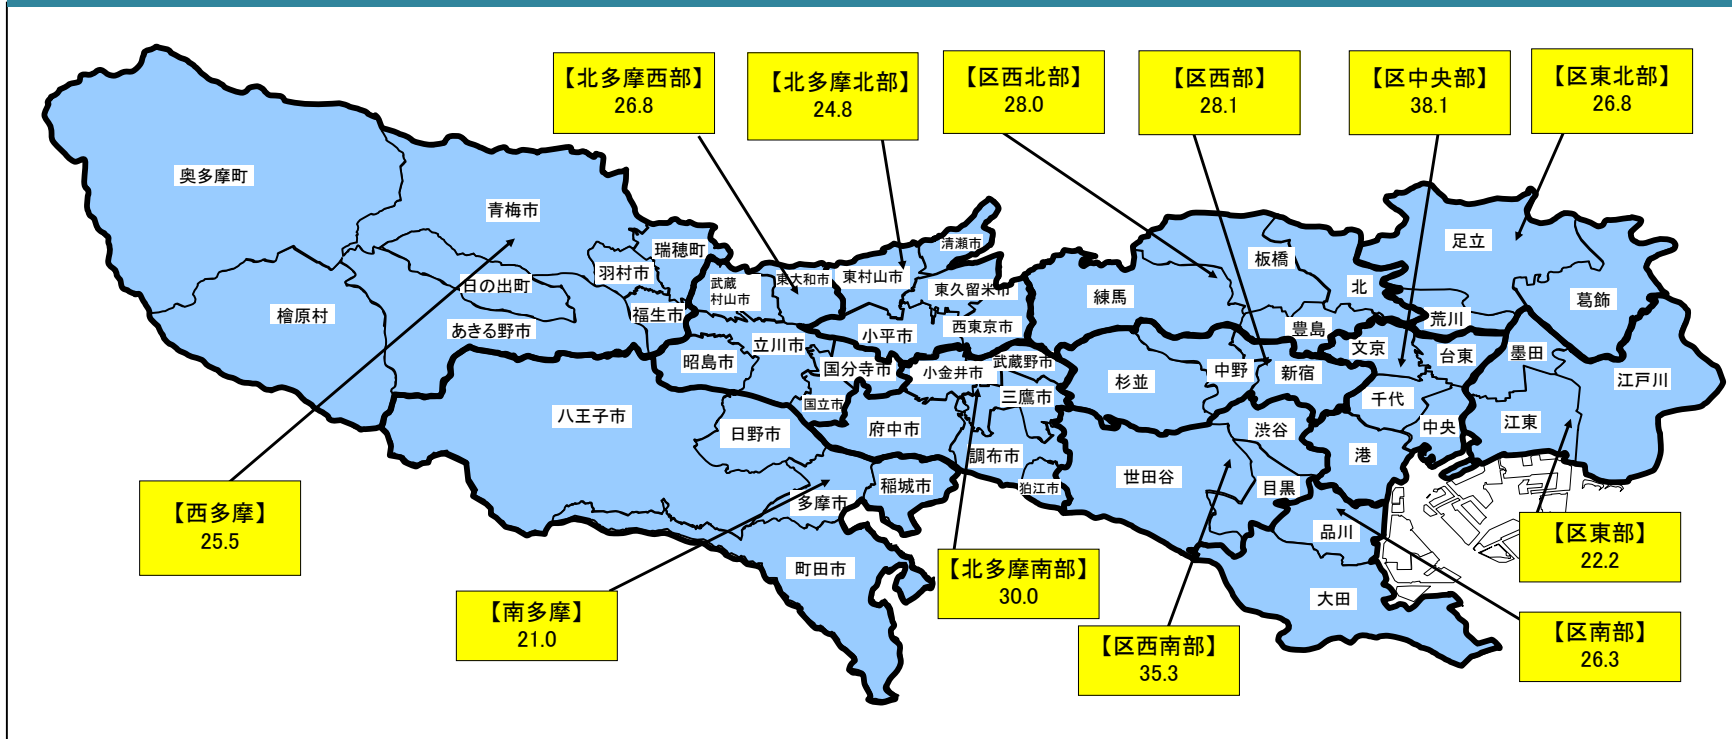 【北多摩西部】
26.8
【北多摩北部】
24.8
【区西北部】
28.0
【区西部】
28.1
【区中央部】
38.1
【区東北部】
26.8
奥多摩町
青梅市
瑞穂町
羽村市
日の出町
福生市
檜原村
あきる野市
武蔵
村山市
東大和市
東村山市
清瀬市
東久留米市
小平市
西東京市
立川市
昭島市
国分寺市
国立市
小金井市
武蔵野市
三鷹市
府中市
調布市
狛江市
八王子市
日野市
多摩市
稲城市
町田市
練馬
板橋
北
豊島
足立
荒川
葛飾
杉並
中野
新宿
文京
台東
千代
中央
港
墨田
江東
江戸川
渋谷
世田谷
目黒
品川
大田
【西多摩】
25.5
【南多摩】
21.0
【北多摩南部】
30.0
【区西南部】
35.3
【区東部】
22.2
【区南部】
26.3